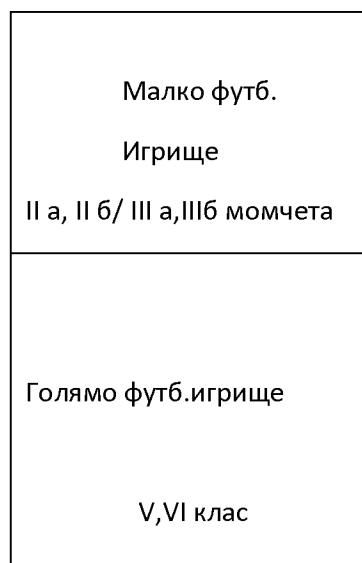 Малко футб.
Игрище
II а, II б/ III а,IIIб момчета
Голямо футб.игрище
V,VI клас